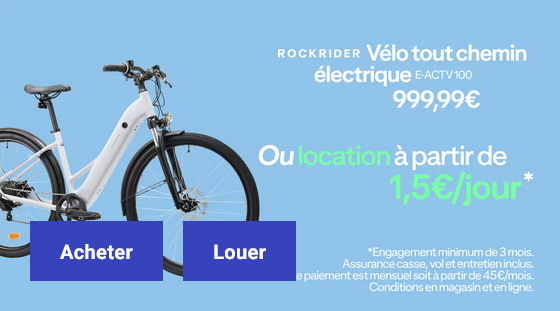 ROCKRIDER Vélo tout chemin
électrique E-ACTV 100
999,99€
Ou location à partir de
1,5€/jour*
Acheter
Louer
*Engagement minimum de 3 mois.
Assurance casse, vol et entretien inclus.
e paiement est mensuel soit à partir de 45€/mois.
Conditions en magasin et en ligne.